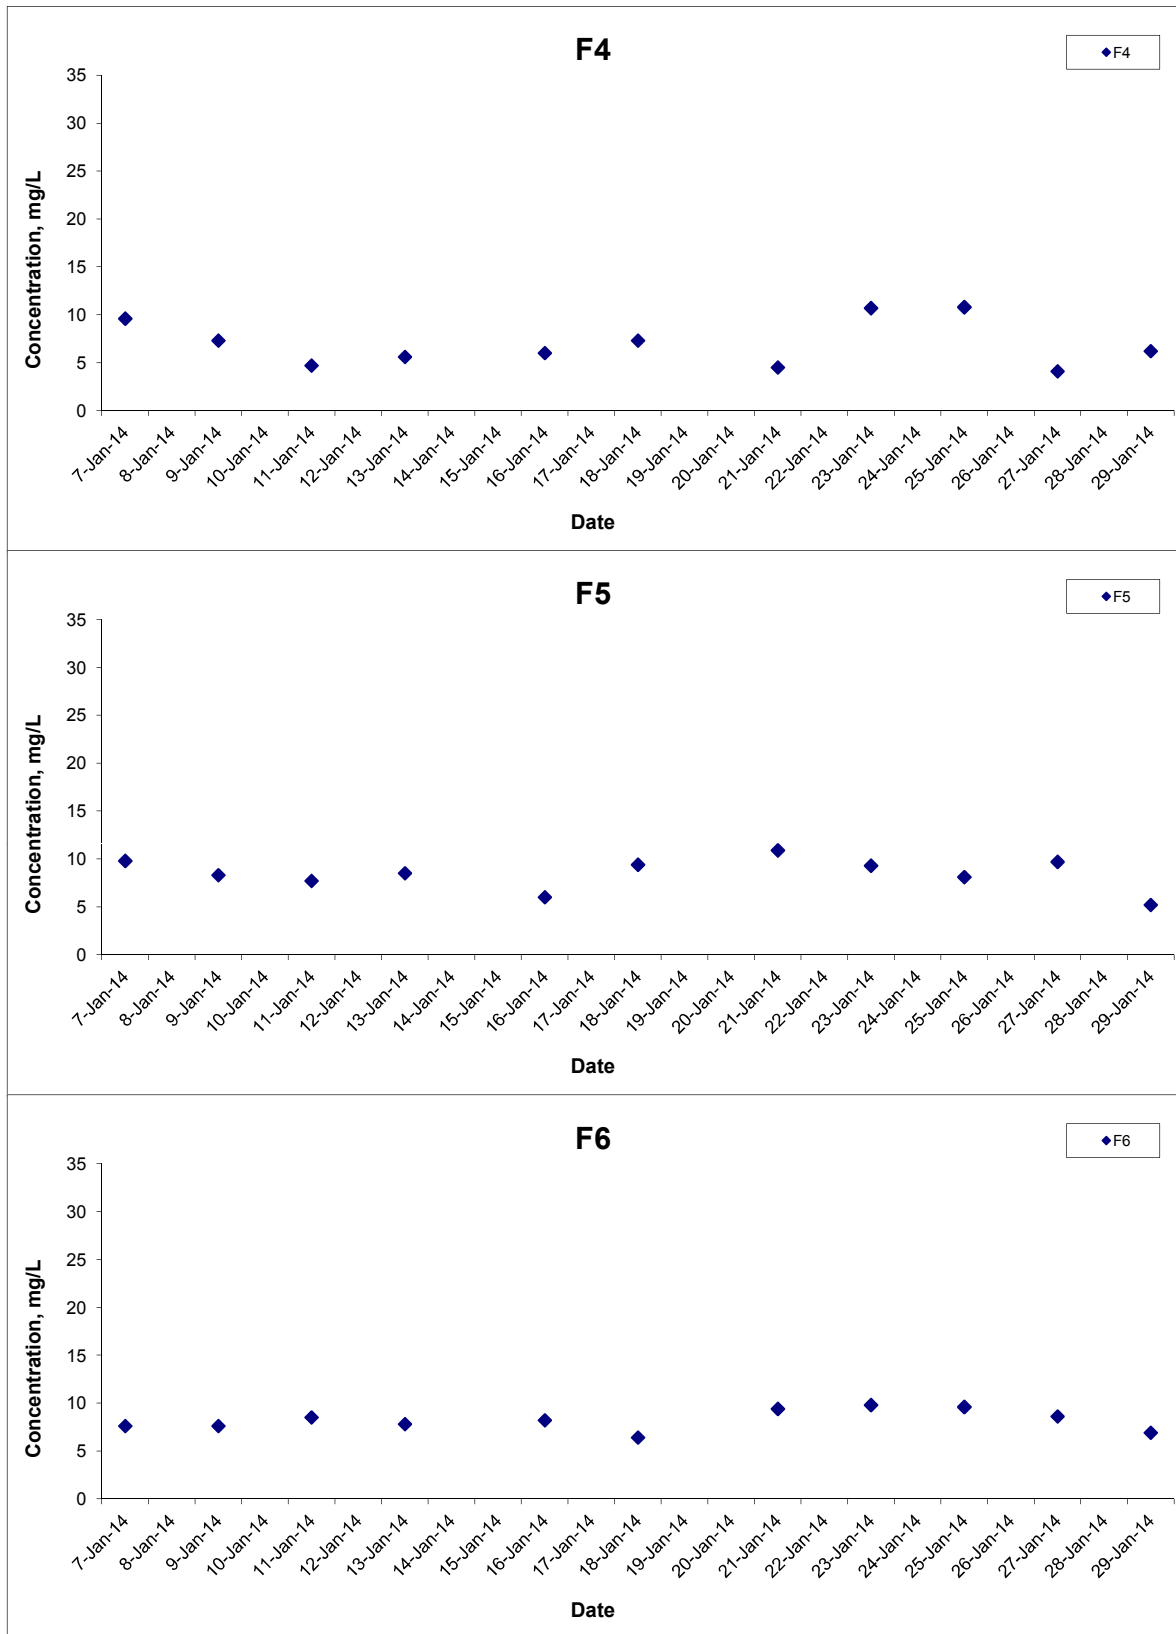 F4
F4
35
30
25
20
15
10
5
0
Concentration, mg/L
7-Jan-14
8-Jan-14
9-Jan-14
10-Jan-14
11-Jan-14
12-Jan-14
13-Jan-14
14-Jan-14
15-Jan-14
16-Jan-14
17-Jan-14
18-Jan-14
19-Jan-14
20-Jan-14
21-Jan-14
22-Jan-14
23-Jan-14
24-Jan-14
25-Jan-14
26-Jan-14
27-Jan-14
28-Jan-14
29-Jan-14
Date
F5
F5
35
30
25
20
15
10
5
0
Concentration, mg/L
7-Jan-14
8-Jan-14
9-Jan-14
10-Jan-14
11-Jan-14
12-Jan-14
13-Jan-14
14-Jan-14
15-Jan-14
16-Jan-14
17-Jan-14
18-Jan-14
19-Jan-14
20-Jan-14
21-Jan-14
22-Jan-14
23-Jan-14
24-Jan-14
25-Jan-14
26-Jan-14
27-Jan-14
28-Jan-14
29-Jan-14
Date
F6
F6
35
30
25
20
15
10
5
0
Concentration, mg/L
7-Jan-14
8-Jan-14
9-Jan-14
10-Jan-14
11-Jan-14
12-Jan-14
13-Jan-14
14-Jan-14
15-Jan-14
16-Jan-14
17-Jan-14
18-Jan-14
19-Jan-14
20-Jan-14
21-Jan-14
22-Jan-14
23-Jan-14
24-Jan-14
25-Jan-14
26-Jan-14
27-Jan-14
28-Jan-14
29-Jan-14
Date